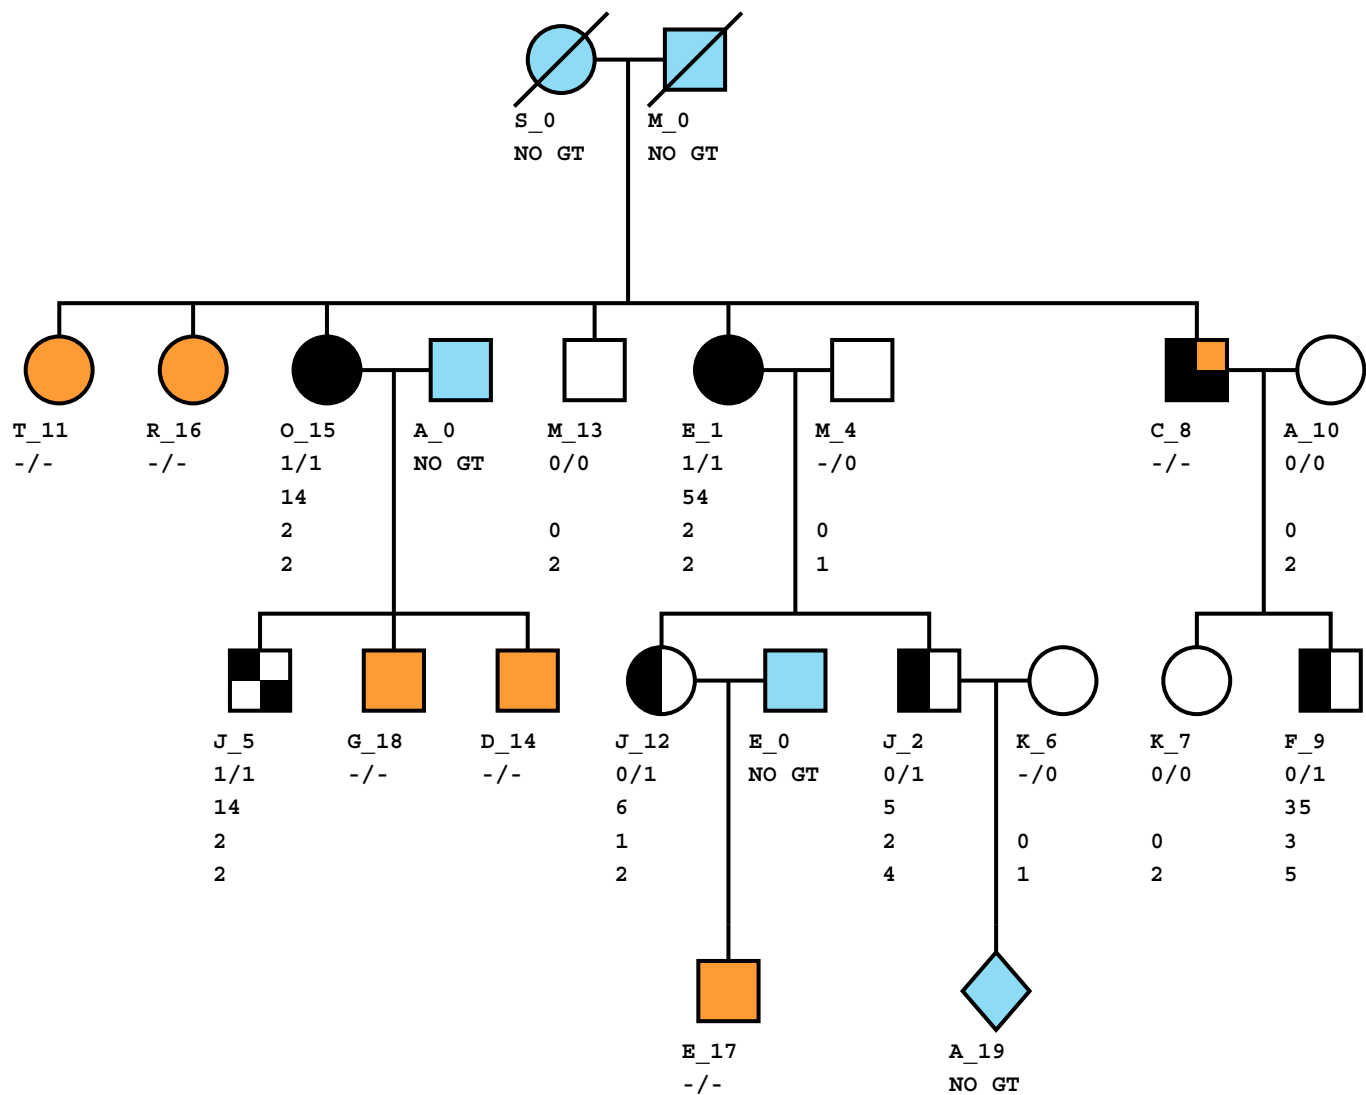 S_0 M_0
NO GT NO GT
T_11 R_16 O_15 A_0 M_13 E_1 M_4 C_8 A_10
-/- -/- 1/1 NO GT 0/0 1/1 -/0 -/- 0/0
14 54
2 0 2 0 0
2 2 2 1 2
J_5 G_18 D_14 J_12 E_0 J_2 K_6 K_7 F_9
1/1 -/- -/- 0/1 NO GT 0/1 -/0 0/0 0/1
14 6 5 35
2 1 2 0 0 3
2 2 4 1 2 5
E_17 A_19
-/- NO GT